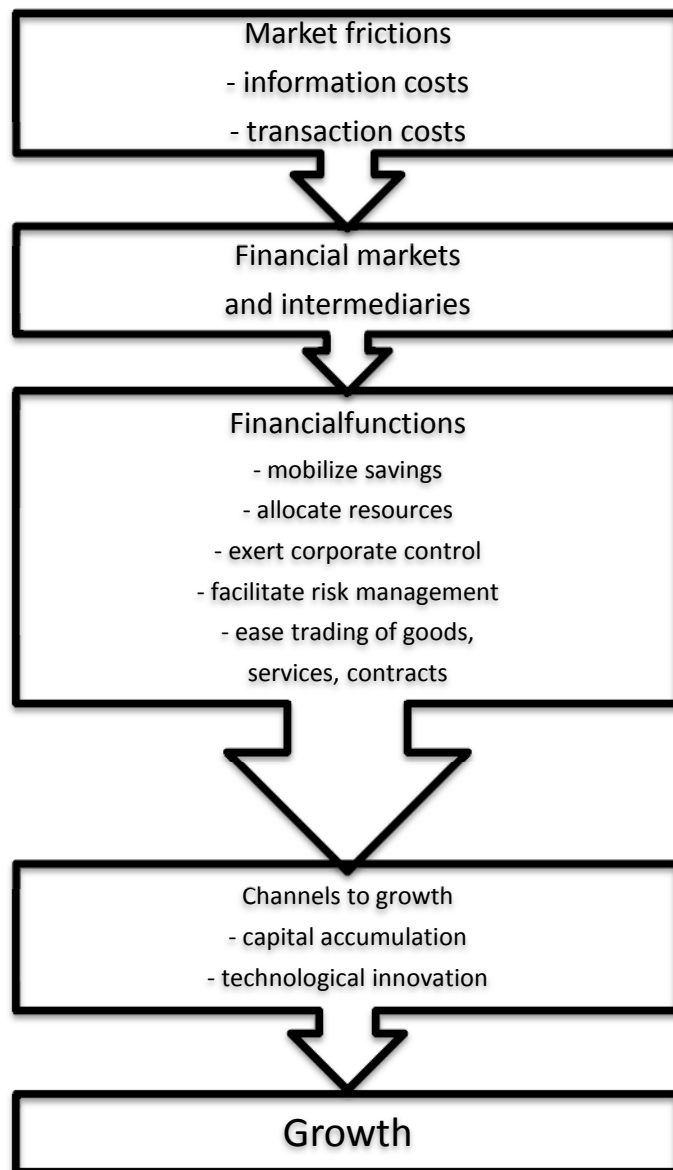 Market frictions
- information costs
- transaction costs
Financial markets
and intermediaries
Financialfunctions
- mobilize savings
- allocate resources
- exert corporate control
- facilitate risk management
- ease trading of goods,
services, contracts
Channels to growth
- capital accumulation
- technological innovation
Growth